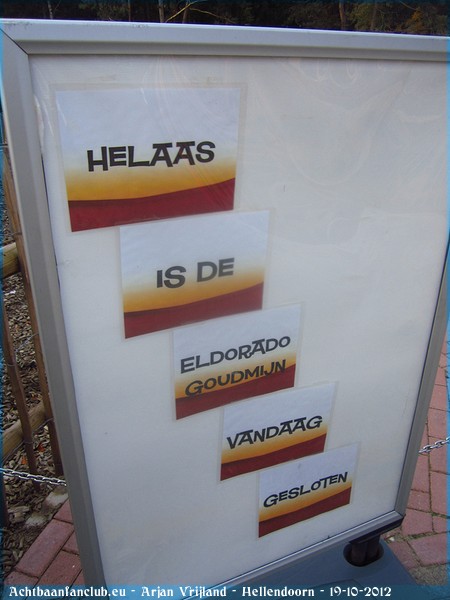 HELAAS
IS DE
ELDORADO
GOUDMIJN
VANDAAG
GESLOTEN
Achtbaanfanclub.eu - Arjan Vrijland - Hellendoorn - 19-10-2012